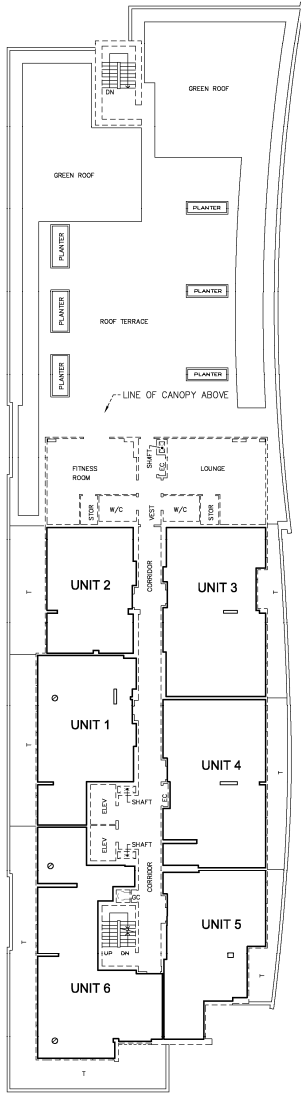 DN
GREEN ROOF
GREEN ROOF
PLANTER
PLANTER
PLANTER
ROOF TERRACE
PLANTER
PLANTER
PLANTER
LINE OF CANOPY ABOVE
FITNESS
ROOM
SHAFT
EC
LOUNGE
STOR
W/C
VEST
W/C
STOR
CORRIDOR
UNIT 2
UNIT 3
T
T
UNIT 1
UNIT 4
T
T
ELEV
SHAFT
EC
ELEV
SHAFT
CORRIDOR
GC
UP
DN
UNIT 5
UNIT 6
T
T
T